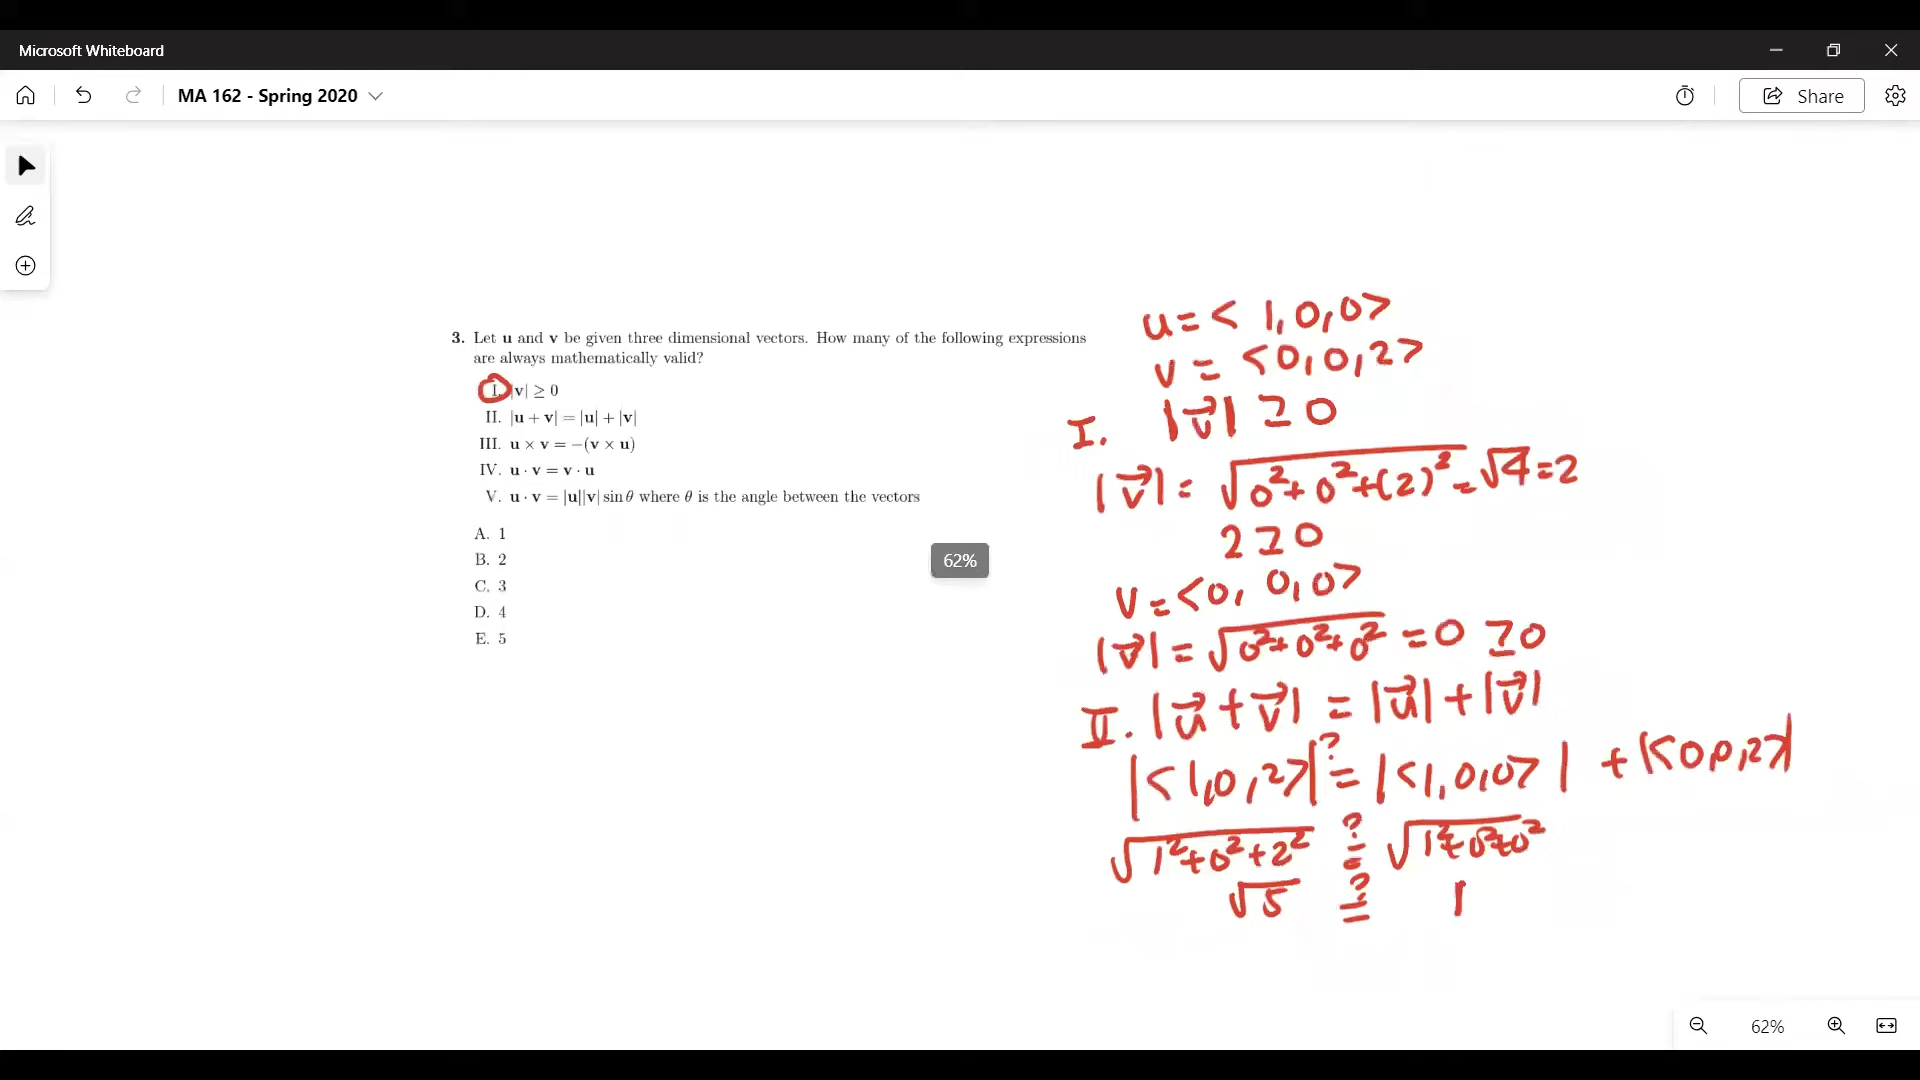 Microsoft Whiteboard
MA 162 - Spring 2020
Share
3. Let u and v be given three dimensional vectors. How many of the following expressions
are always mathematically valid?
I. |v| ≥ 0
II. |u + v| = |u| + |v|
III. u × v = −(v × u)
IV. u · v = v · u
V. u · v = |u||v| sin θ where θ is the angle between the vectors
A. 1
B. 2
C. 3
D. 4
E. 5
62%
u = < 1, 0, 0 >
v = < 0, 0, 2 >
I. |v⃗| ≥ 0
|v⃗| = √(0² + 0² + (2)²) = √4 = 2
2 ≥ 0
v = < 0, 0, 0 >
|v⃗| = √(0² + 0² + 0²) = 0 ≥ 0
II. |u⃗ + v⃗| = |u⃗| + |v⃗|
|< 1, 0, 2 >| ?= |< 1, 0, 0 >| + |< 0, 0, 2 >|
√(1² + 0² + 2²) ?= √(1² + 0² + 0²)
√5 ?= 1
62%